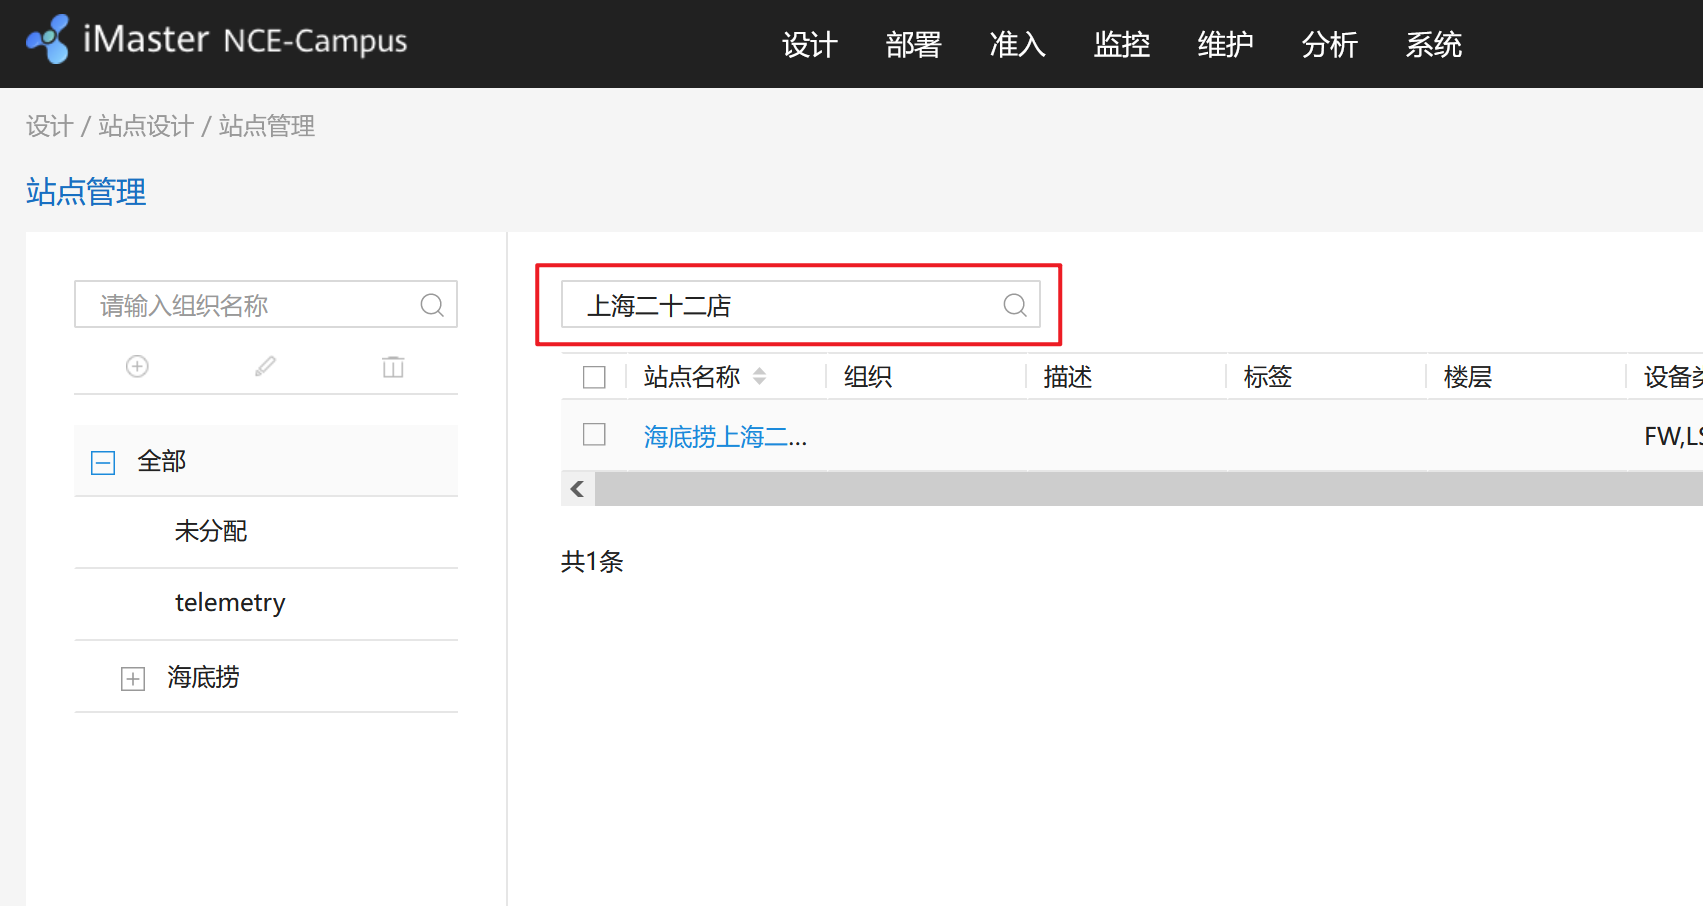 iMaster NCE-Campus
设计 部署 准入 监控 维护 分析 系统
设计 / 站点设计 / 站点管理
站点管理
请输入组织名称
全部
未分配
telemetry
海底捞
上海二十二店
站点名称 组织 描述 标签 楼层 设备
海底捞上海二... FW,LS
共1条